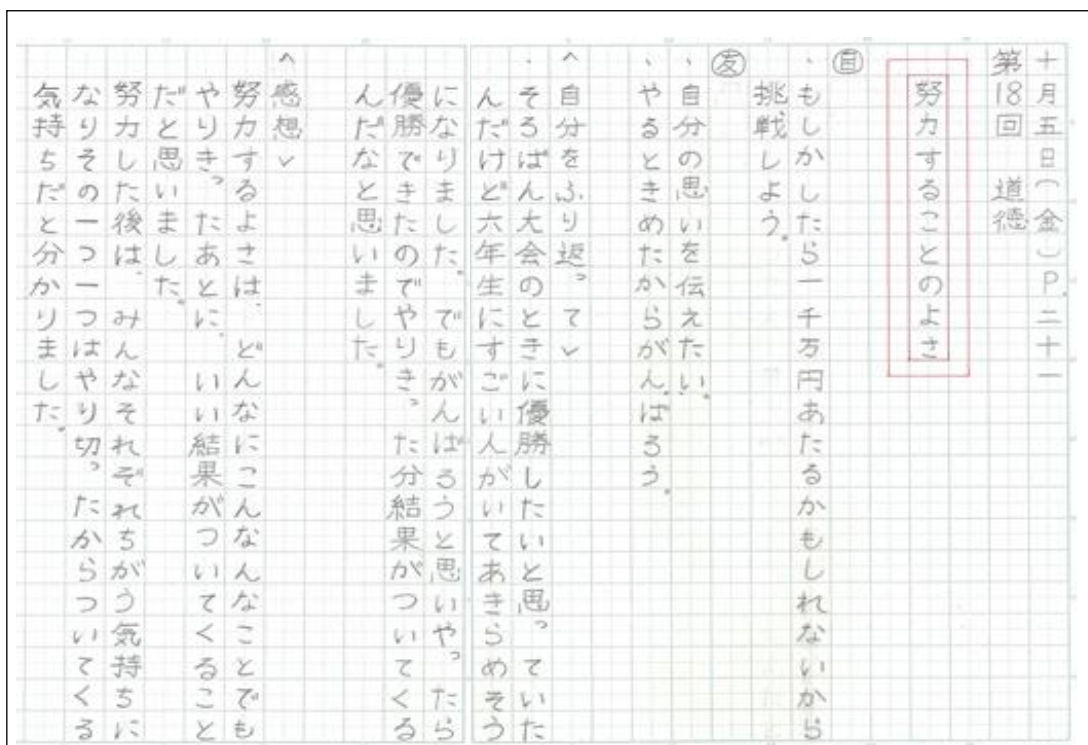 十月五日(金)P.二十一
第18回 道徳
努力することのよさ
自
、もしかしたら一千万円あたるかもしれないから
挑戦しよう。
友
、自分の思いを伝えたい。
、やるときめたからがんばろう。
〈自分をふり返って〉
・そろばん大会のときに優勝したいと思っていた
んだけど六年生にすごい人がいてあきらめそう
になりました。でもがんばろうと思いやったら
優勝できたのでやりきった分結果がついてくる
んだなと思いました。
〈感想〉
努力するよさは、どんなにこんなんなことでも
やりきったあとに、いい結果がついてくること
だと思いました。
努力した後は、みんなそれぞれちがう気持ちに
なりその一つ一つはやり切ったからついてくる
気持ちだと分かりました。